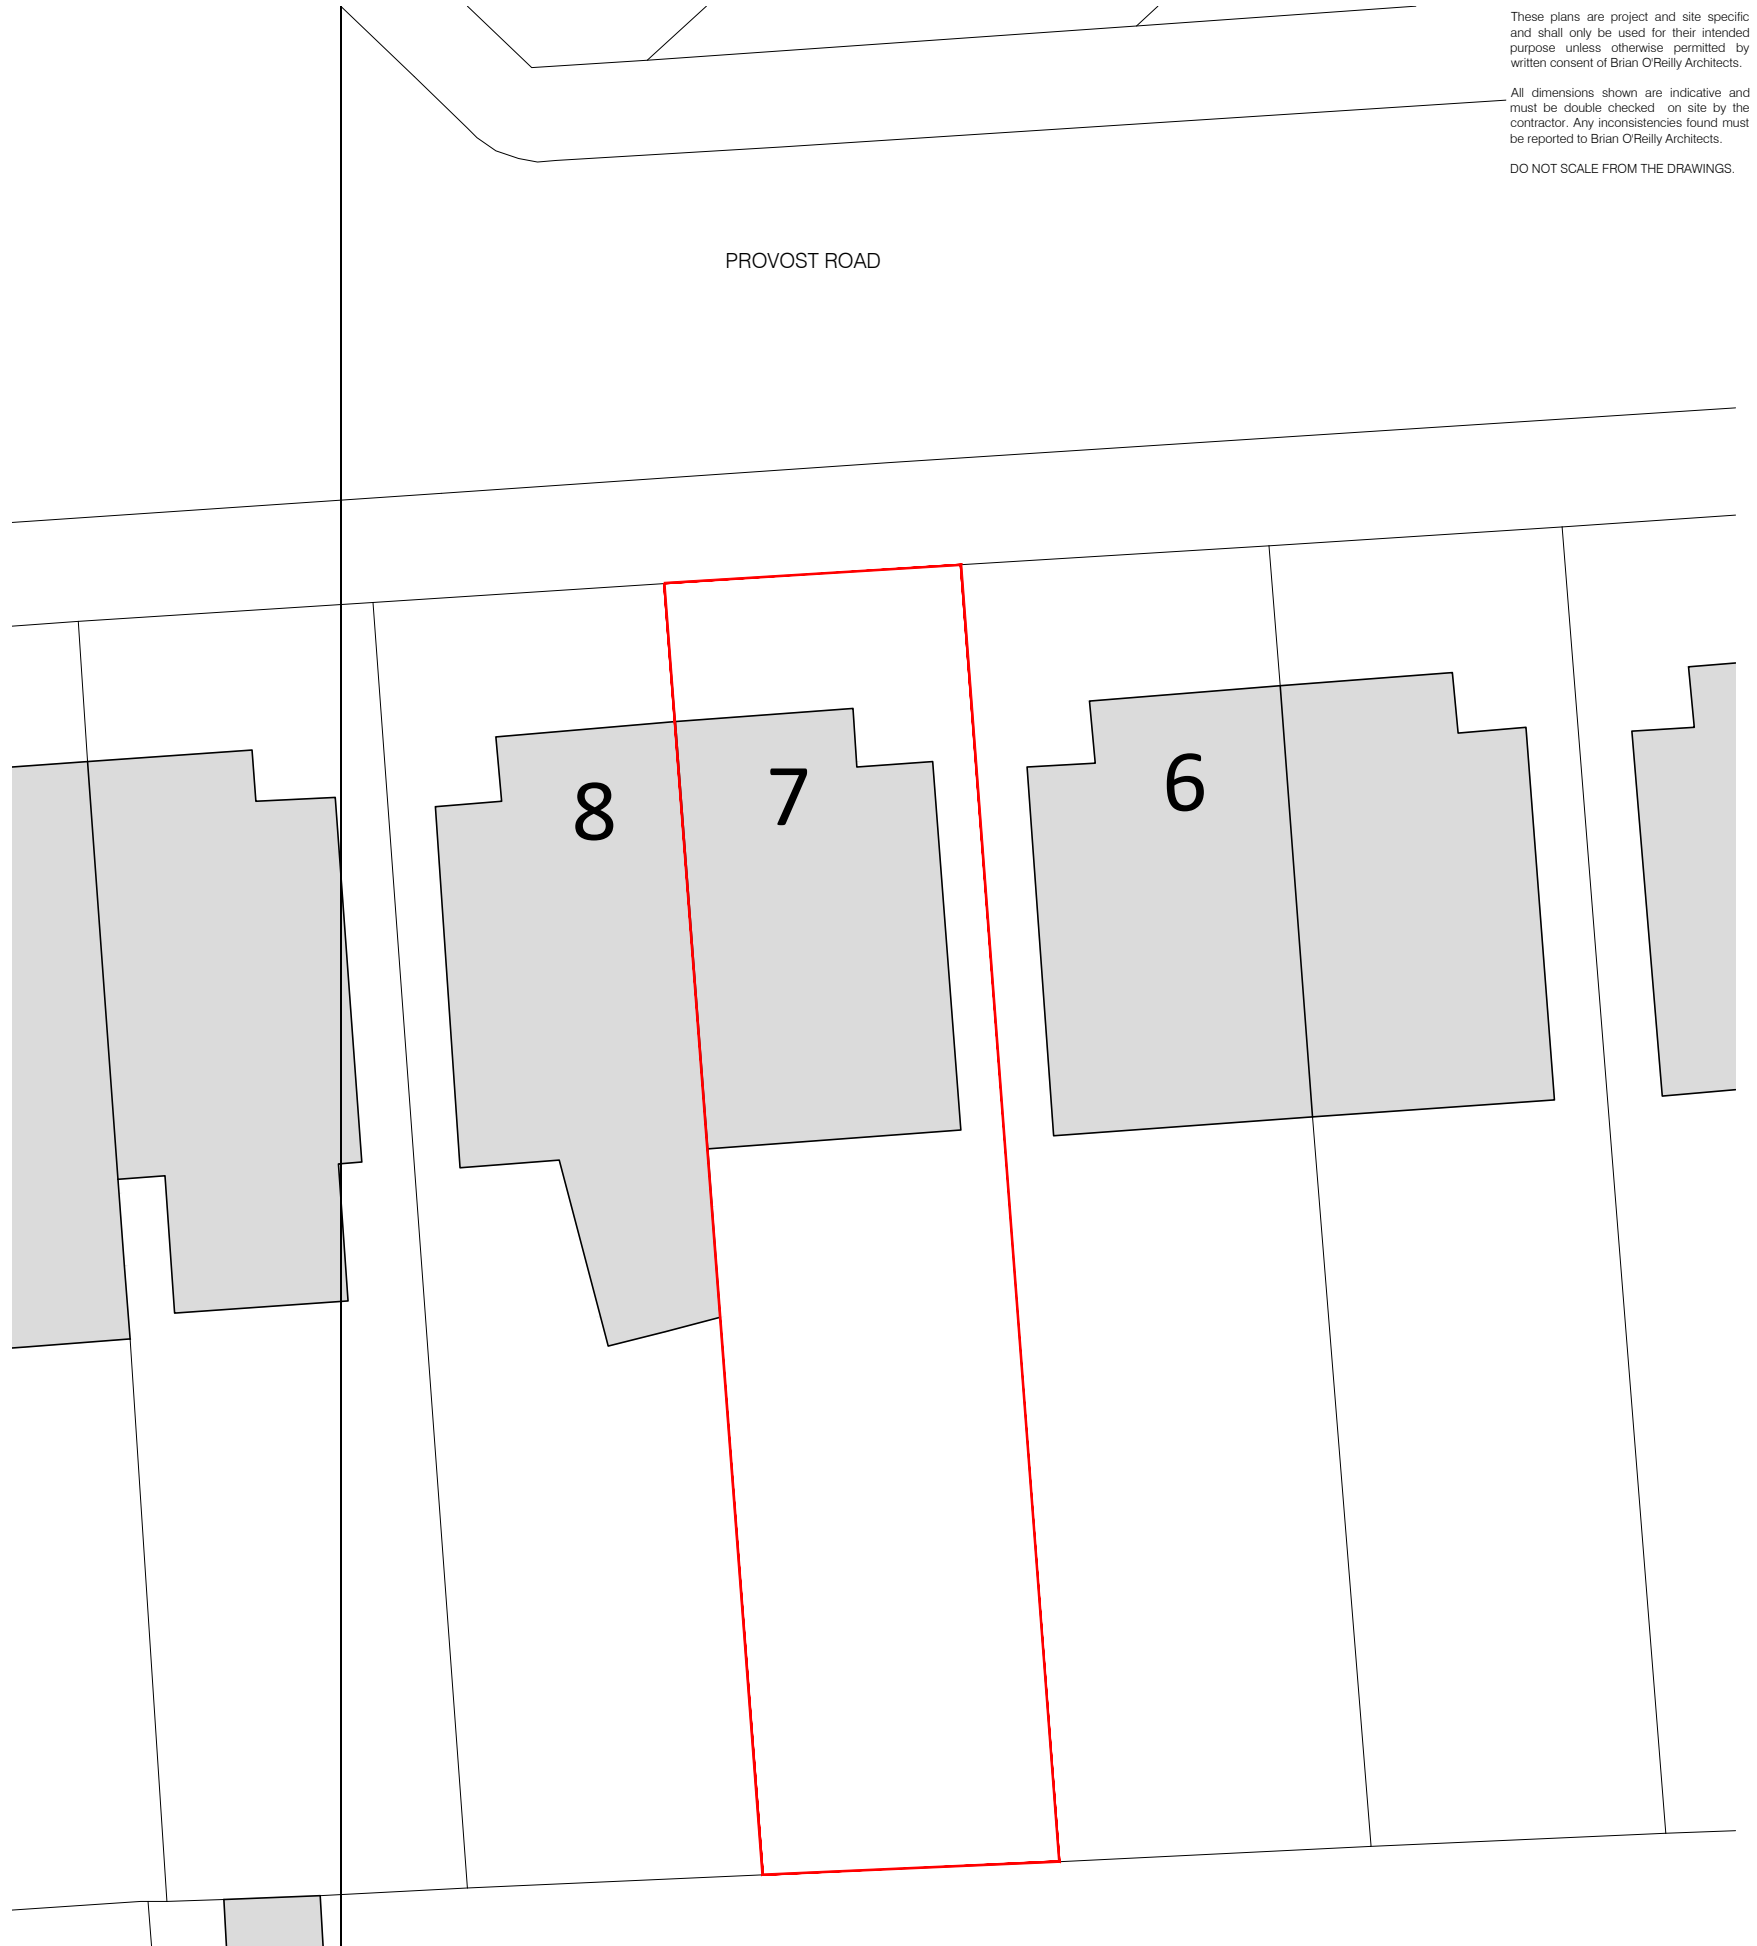 These plans are project and site specific
and shall only be used for their intended
purpose unless otherwise permitted by
written consent of Brian O'Reilly Architects.
All dimensions shown are indicative and
must be double checked on site by the
contractor. Any inconsistencies found must
be reported to Brian O'Reilly Architects.
DO NOT SCALE FROM THE DRAWINGS.
PROVOST ROAD
8
7
6